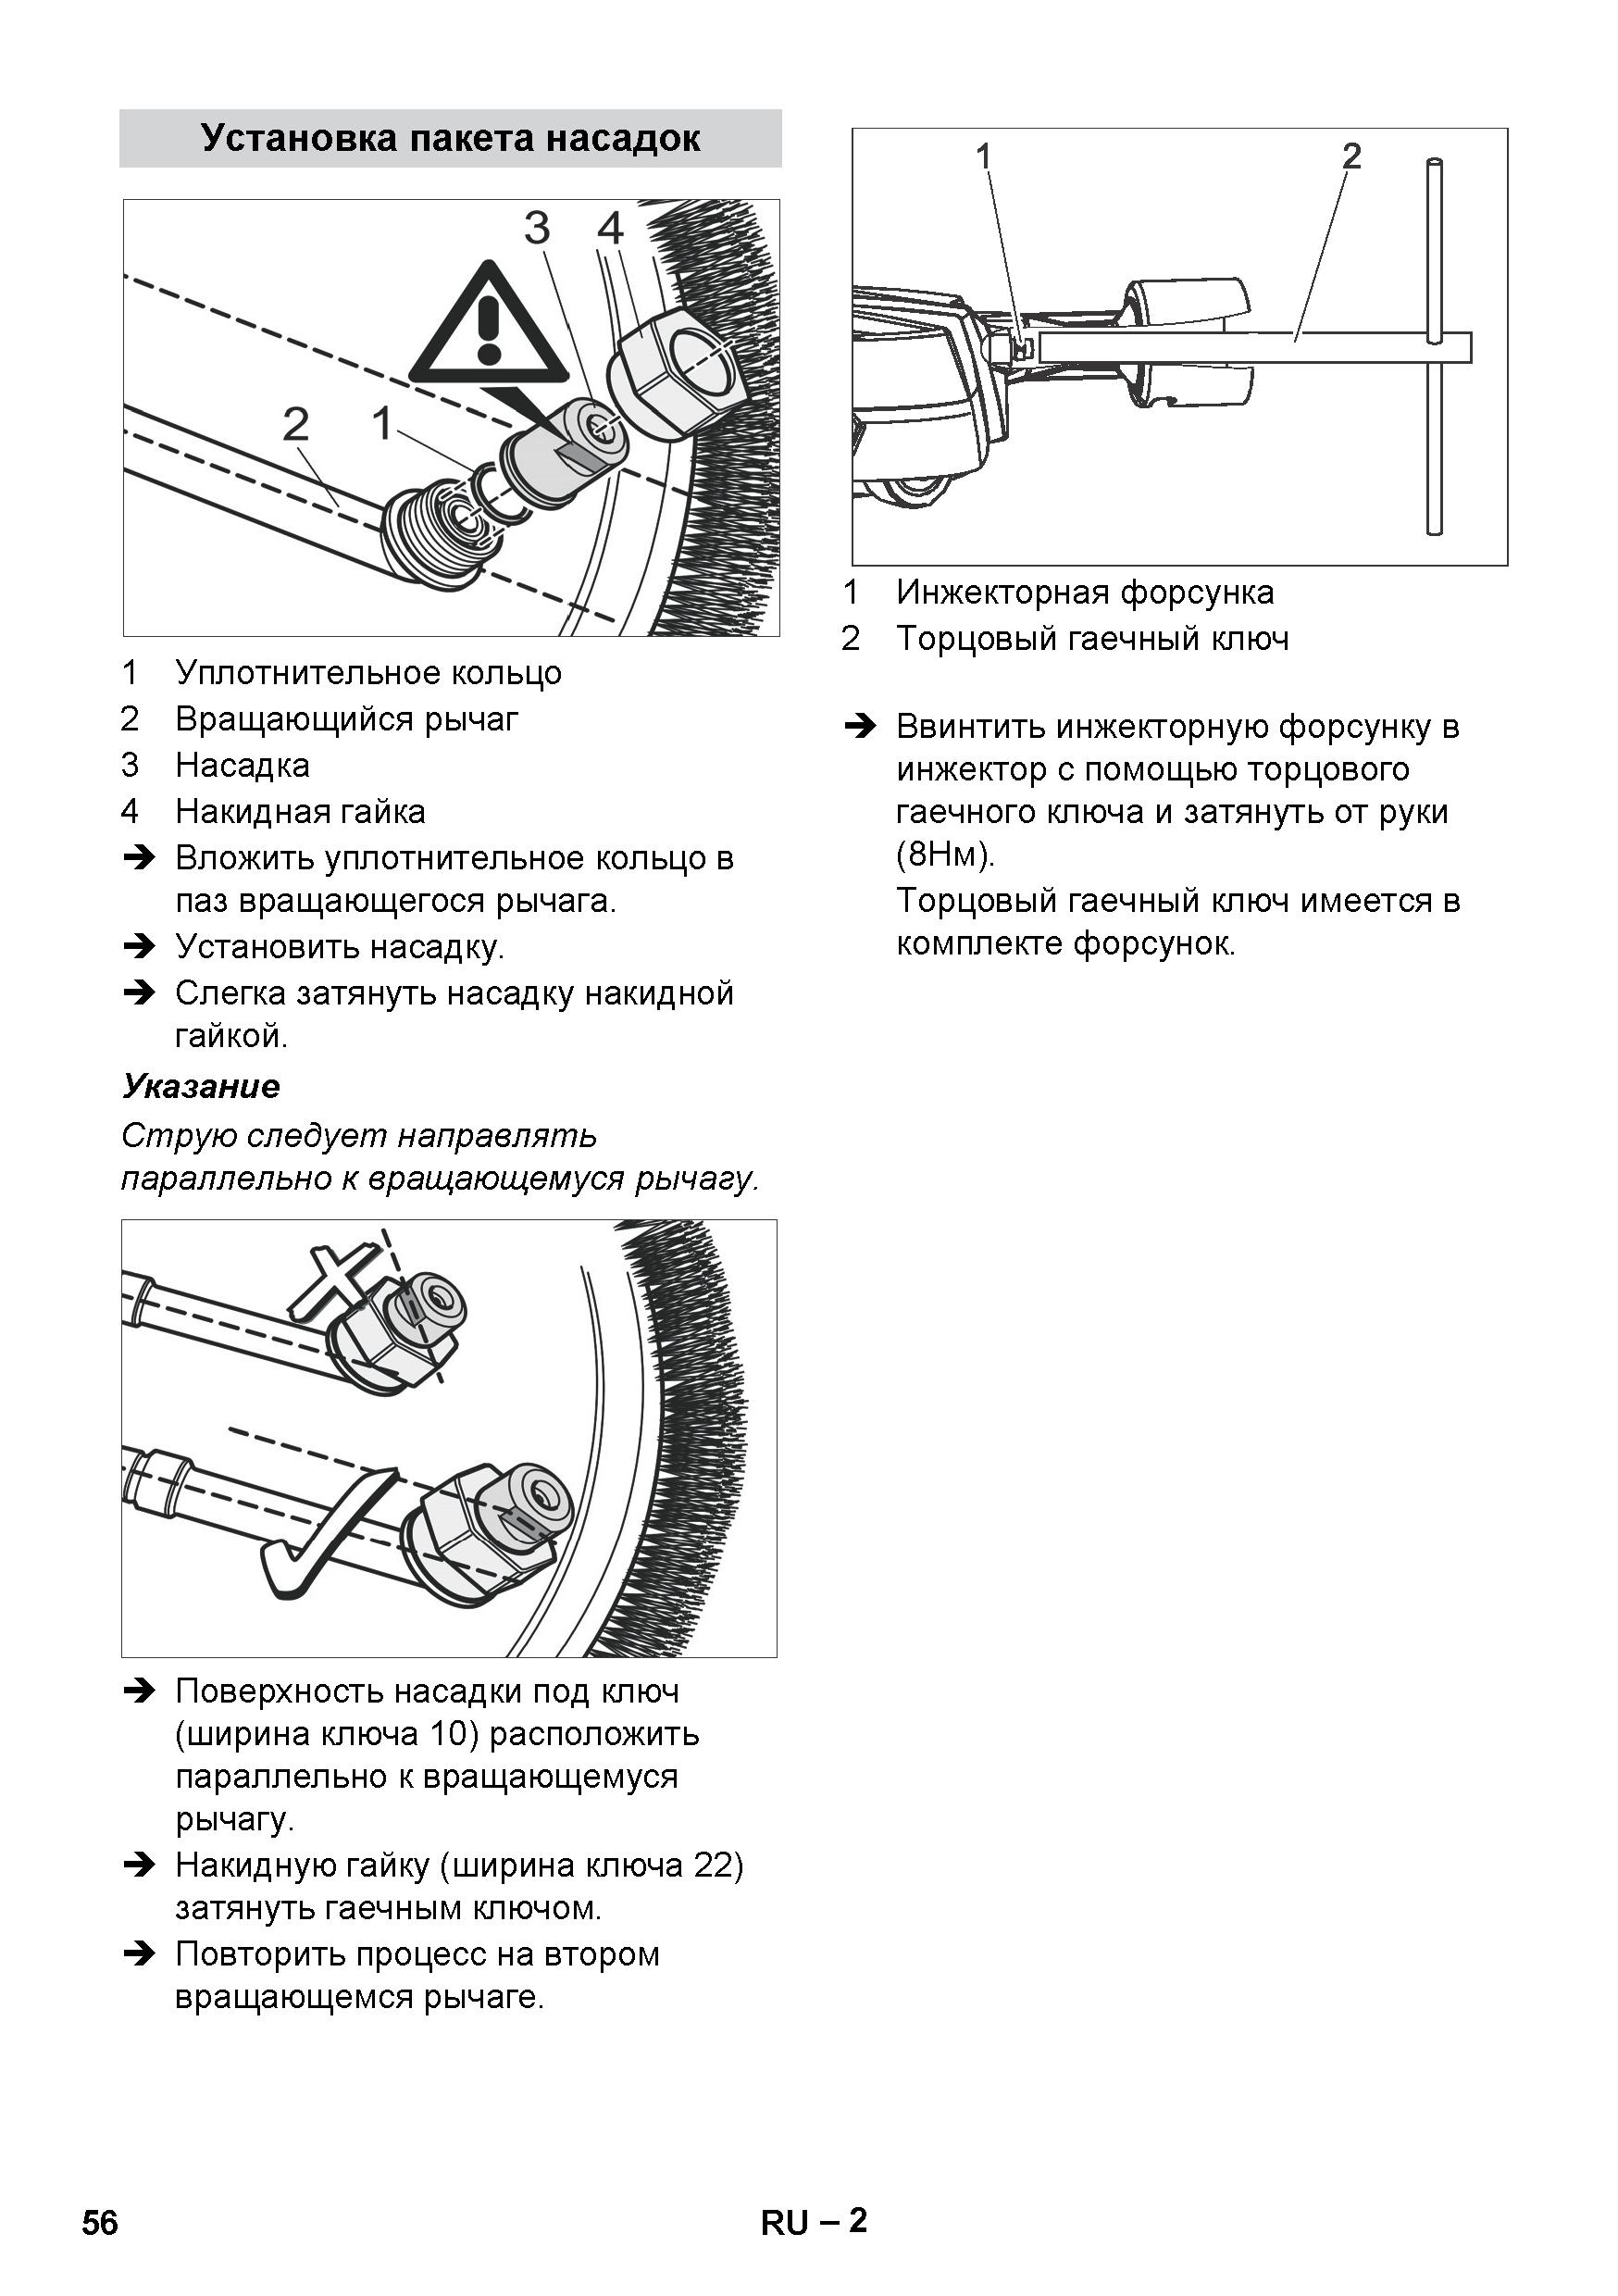 Установка пакета насадок
3 4
2 1
1 Уплотнительное кольцо
2 Вращающийся рычаг
3 Насадка
4 Накидная гайка
➔ Вложить уплотнительное кольцо в
паз вращающегося рычага.
➔ Установить насадку.
➔ Слегка затянуть насадку накидной
гайкой.
Указание
Струю следует направлять
параллельно к вращающемуся рычагу.
➔ Поверхность насадки под ключ
(ширина ключа 10) расположить
параллельно к вращающемуся
рычагу.
➔ Накидную гайку (ширина ключа 22)
затянуть гаечным ключом.
➔ Повторить процесс на втором
вращающемся рычаге.
1 2
1 Инжекторная форсунка
2 Торцовый гаечный ключ
➔ Ввинтить инжекторную форсунку в
инжектор с помощью торцового
гаечного ключа и затянуть от руки
(8Нм).
Торцовый гаечный ключ имеется в
комплекте форсунок.
56 RU – 2